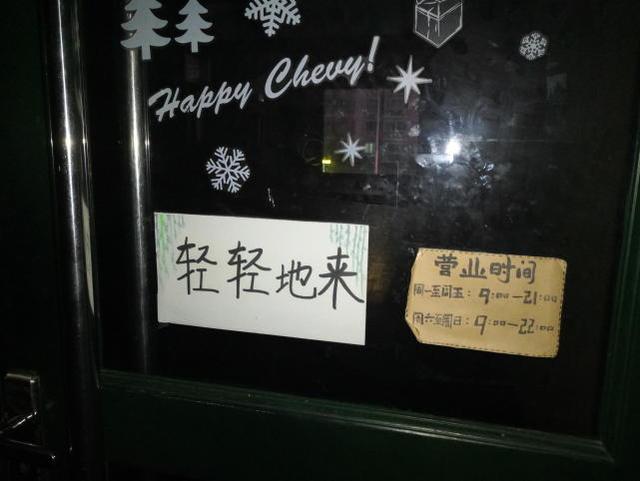 Happy Chevy!
轻轻地来
营业时间
周一至周五：9:00—21:00
周六至周日：9:00—22:00